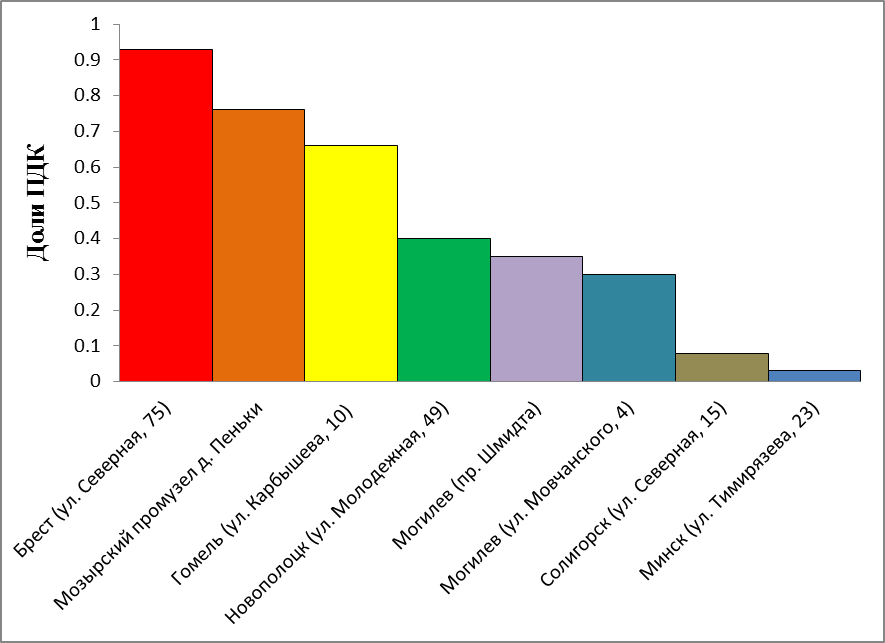 Доли ПДК
1
0.9
0.8
0.7
0.6
0.5
0.4
0.3
0.2
0.1
0
Брест (ул. Северная, 75)
Мозырский промузел д. Пеньки
Гомель (ул. Карбышева, 10)
Новополоцк (ул. Молодежная, 49)
Могилев (пр. Шмидта)
Могилев (ул. Мовчанского, 4)
Солигорск (ул. Северная, 15)
Минск (ул. Тимирязева, 23)